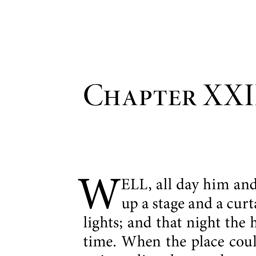 CHAPTER XXI
WELL, all day him and
up a stage and a curta
lights; and that night the h
time. When the place coul